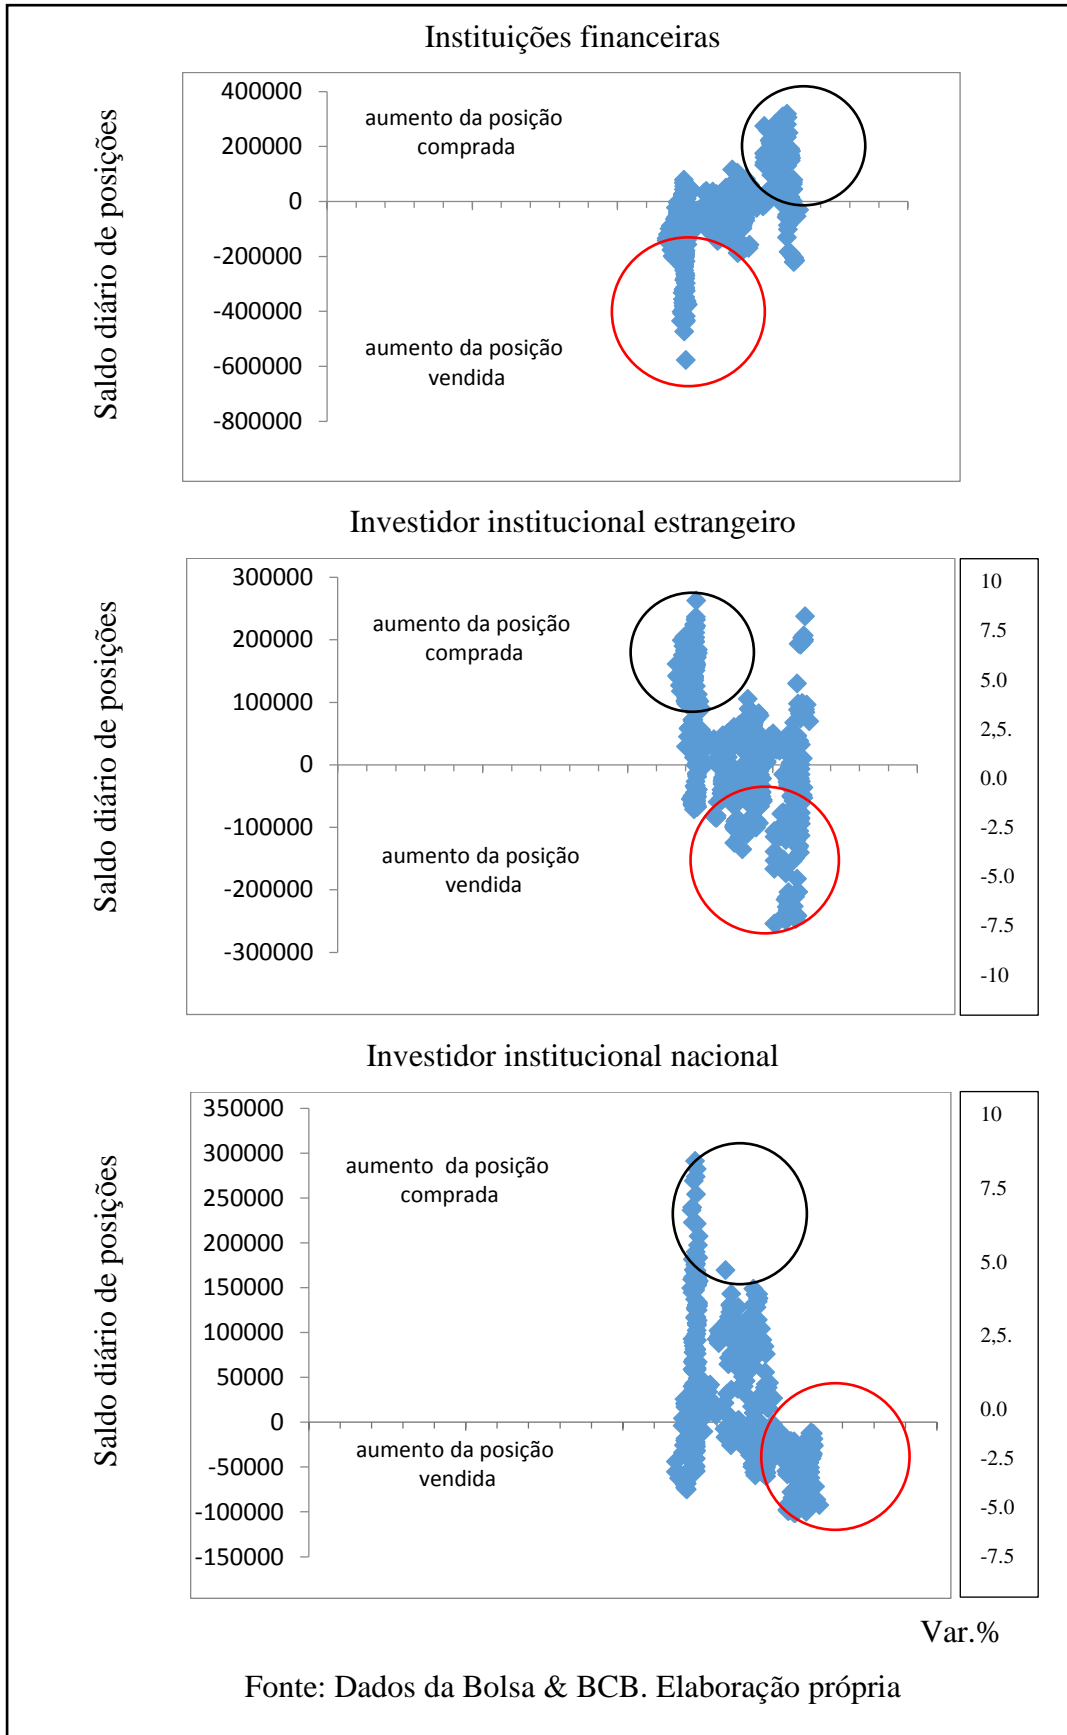 Instituições financeiras
Saldo diário de posições
400000
200000
0
-200000
-400000
-600000
-800000
aumento da posição
comprada
aumento da posição
vendida
Investidor institucional estrangeiro
Saldo diário de posições
300000
200000
100000
0
-100000
-200000
-300000
aumento da posição
comprada
aumento da posição
vendida
10
7.5
5.0
2,5.
0.0
-2.5
-5.0
-7.5
-10
Investidor institucional nacional
Saldo diário de posições
350000
300000
250000
200000
150000
100000
50000
0
-50000
-100000
-150000
aumento  da posição
comprada
aumento da posição
vendida
10
7.5
5.0
2,5.
0.0
-2.5
-5.0
-7.5
Var.%
Fonte: Dados da Bolsa & BCB. Elaboração própria